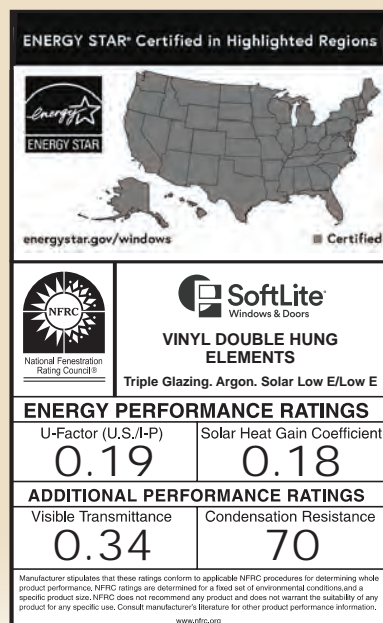 ENERGY STAR® Certified in Highlighted Regions
energy
ENERGY STAR
energystar.gov/windows
Certified
NFRC
National Fenestration
Rating Council®
SoftLite®
Windows & Doors
VINYL DOUBLE HUNG
ELEMENTS
Triple Glazing. Argon. Solar Low E/Low E
ENERGY PERFORMANCE RATINGS
U-Factor (U.S./I-P)
0.19
Solar Heat Gain Coefficient
0.18
ADDITIONAL PERFORMANCE RATINGS
Visible Transmittance
0.34
Condensation Resistance
70
Manufacturer stipulates that these ratings conform to applicable NFRC procedures for determining whole
product performance. NFRC ratings are determined for a fixed set of environmental conditions,and a
specific product size. NFRC does not recommend any product and does not warrant the suitability of any
product for any specific use. Consult manufacturer's literature for other product performance information.
www.nfrc.org